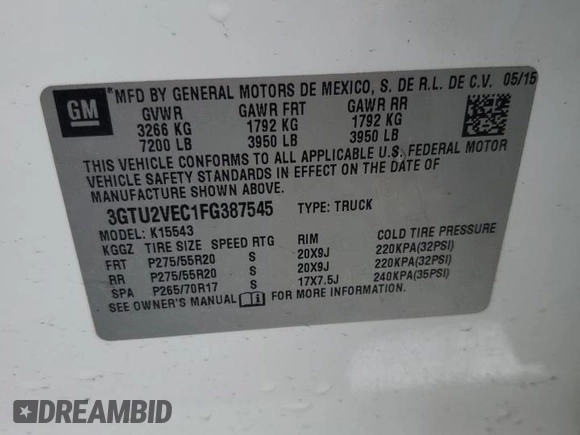 GM
MFD BY GENERAL MOTORS DE MEXICO, S. DE R.L. DE C.V. 05/15
GVWR GAWR FRT GAWR RR
3266 KG 1792 KG 1792 KG
7200 LB 3950 LB 3950 LB
THIS VEHICLE CONFORMS TO ALL APPLICABLE U.S. FEDERAL MOTOR
VEHICLE SAFETY STANDARDS IN EFFECT ON THE DATE OF
MANUFACTURE SHOWN ABOVE.
3GTU2VEC1FG387545 TYPE: TRUCK
MODEL: K15543
KGGZ TIRE SIZE SPEED RTG RIM COLD TIRE PRESSURE
FRT P275/55R20 S 20X9J 220KPA(32PSI)
RR P275/55R20 S 20X9J 220KPA(32PSI)
SPA P265/70R17 S 17X7.5J 240KPA(35PSI)
SEE OWNER'S MANUAL FOR MORE INFORMATION.
DREAMBID